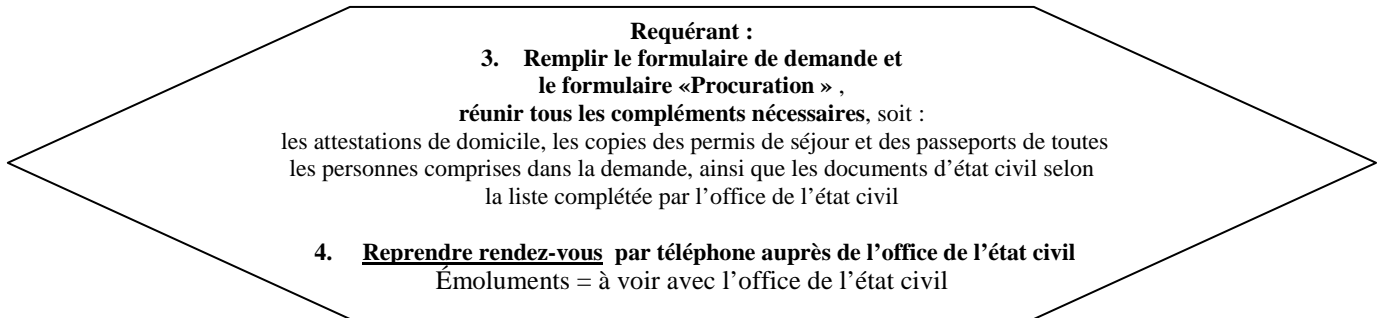 Requérant :
3. Remplir le formulaire de demande et
le formulaire «Procuration » ,
réunir tous les compléments nécessaires, soit :
les attestations de domicile, les copies des permis de séjour et des passeports de toutes
les personnes comprises dans la demande, ainsi que les documents d’état civil selon
la liste complétée par l’office de l’état civil
4. Reprendre rendez-vous par téléphone auprès de l’office de l’état civil
Émoluments = à voir avec l’office de l’état civil